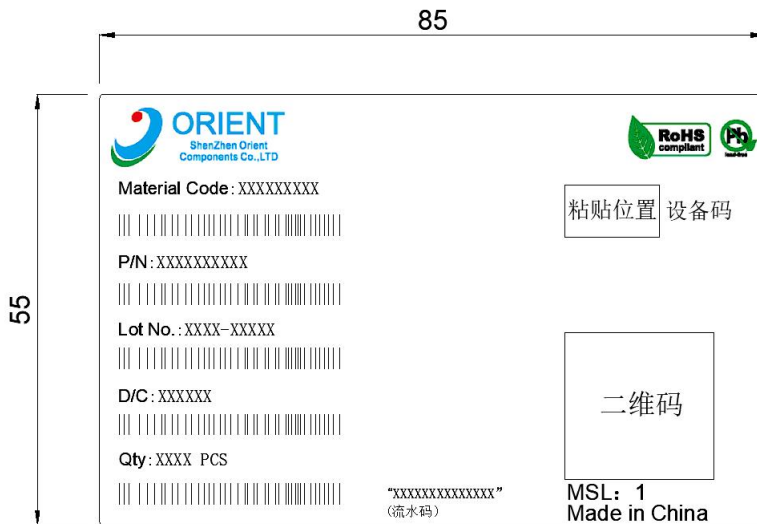 85
ORIENT
ShenZhen Orient
Components Co.,LTD
RoHS
compliant
Pb
lead-free
Material Code: XXXXXXXXX
粘贴位置 设备码
P/N:XXXXXXXXXX
55
Lot No.:XXXX-XXXXX
D/C:XXXXXX
二维码
Qty:XXXX PCS
"XXXXXXXXXXXXXX"
(流水码)
MSL: 1
Made in China